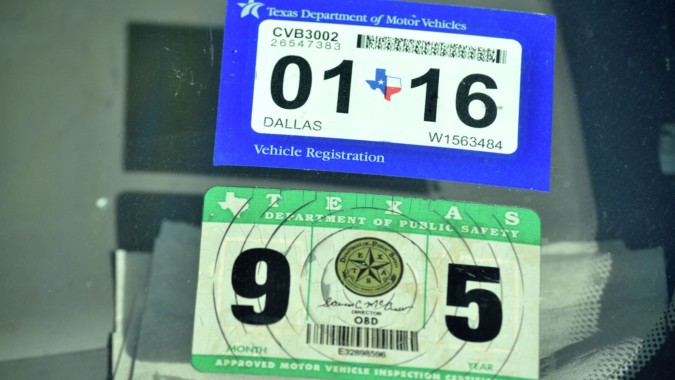 Texas Department of Motor Vehicles
CVB3002
26547383
01 16
DALLAS W1563484
Vehicle Registration
TEXAS
DEPARTMENT OF PUBLIC SAFETY
9 5
DIRECTOR
OBD
E32898596
MONTH YEAR
APPROVED MOTOR VEHICLE INSPECTION